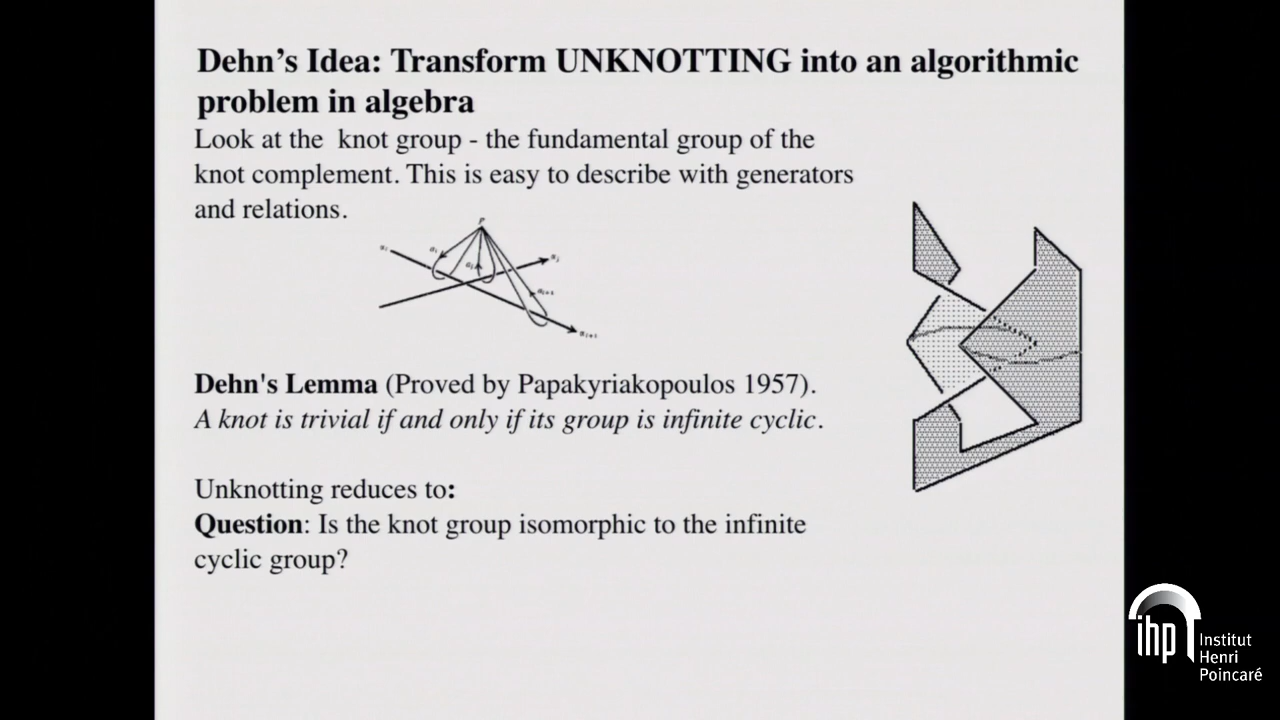 Dehn's Idea: Transform UNKNOTTING into an algorithmic
problem in algebra
Look at the knot group - the fundamental group of the
knot complement. This is easy to describe with generators
and relations.
P
Dehn's Lemma (Proved by Papakyriakopoulos 1957).
A knot is trivial if and only if its group is infinite cyclic.
Unknotting reduces to:
Question: Is the knot group isomorphic to the infinite
cyclic group?
ihp Institut
Henri
Poincaré